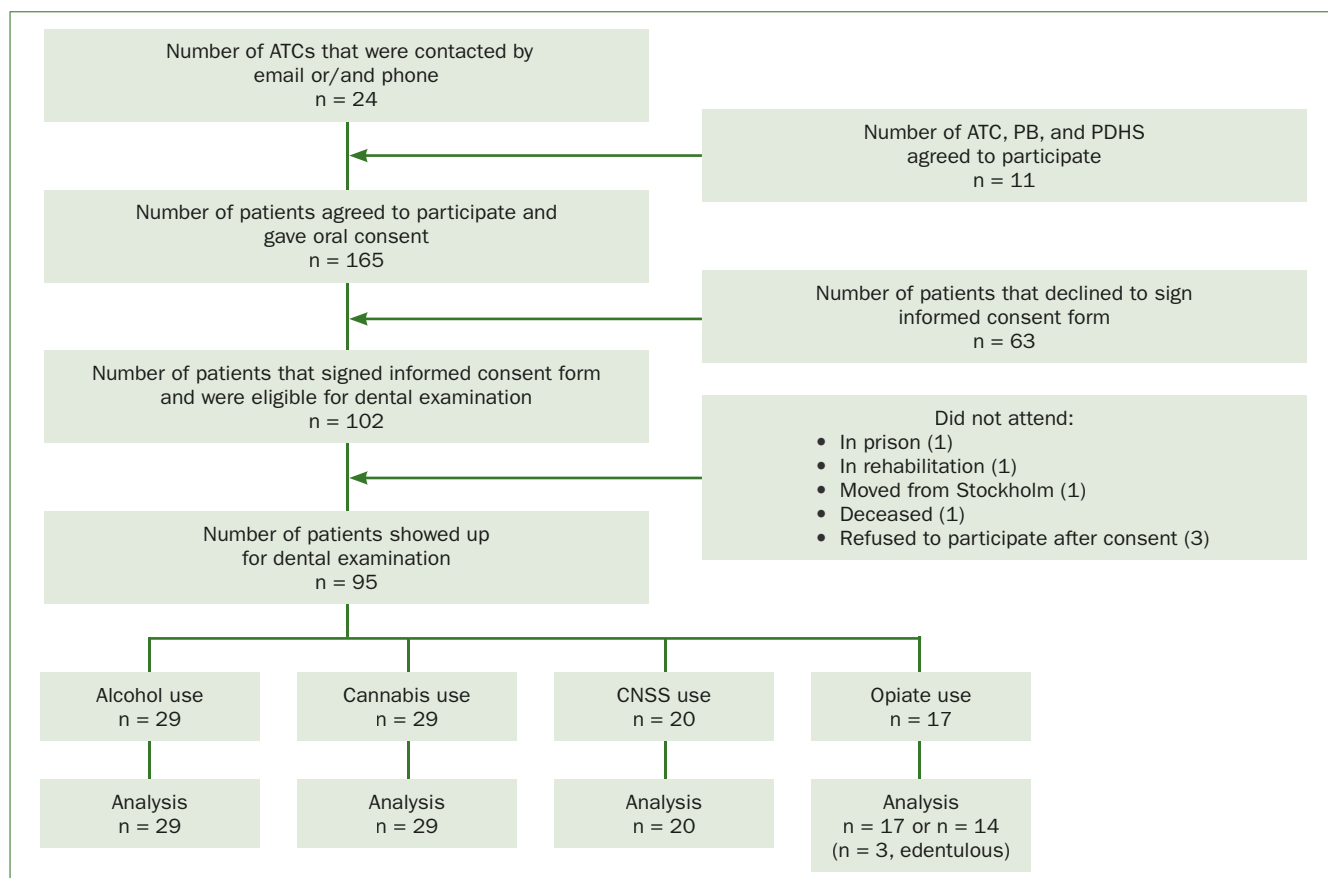 Number of ATCs that were contacted by
email or/and phone
n = 24
Number of ATC, PB, and PDHS
agreed to participate
n = 11
Number of patients agreed to participate and
gave oral consent
n = 165
Number of patients that declined to sign
informed consent form
n = 63
Number of patients that signed informed consent form
and were eligible for dental examination
n = 102
Did not attend:
• In prison (1)
• In rehabilitation (1)
• Moved from Stockholm (1)
• Deceased (1)
• Refused to participate after consent (3)
Number of patients showed up
for dental examination
n = 95
Alcohol use
n = 29
Cannabis use
n = 29
CNSS use
n = 20
Opiate use
n = 17
Analysis
n = 29
Analysis
n = 29
Analysis
n = 20
Analysis
n = 17 or n = 14
(n = 3, edentulous)